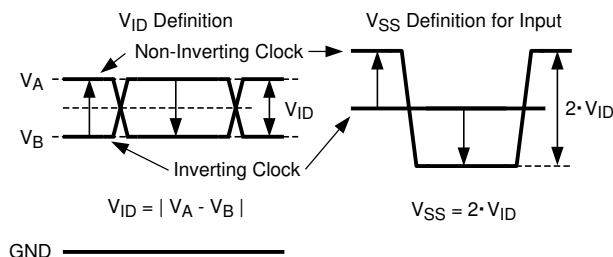 V_ID Definition
V_SS Definition for Input
Non-Inverting Clock
V_A
V_ID
2· V_ID
V_B
Inverting Clock
V_ID = | V_A - V_B |
V_SS = 2· V_ID
GND